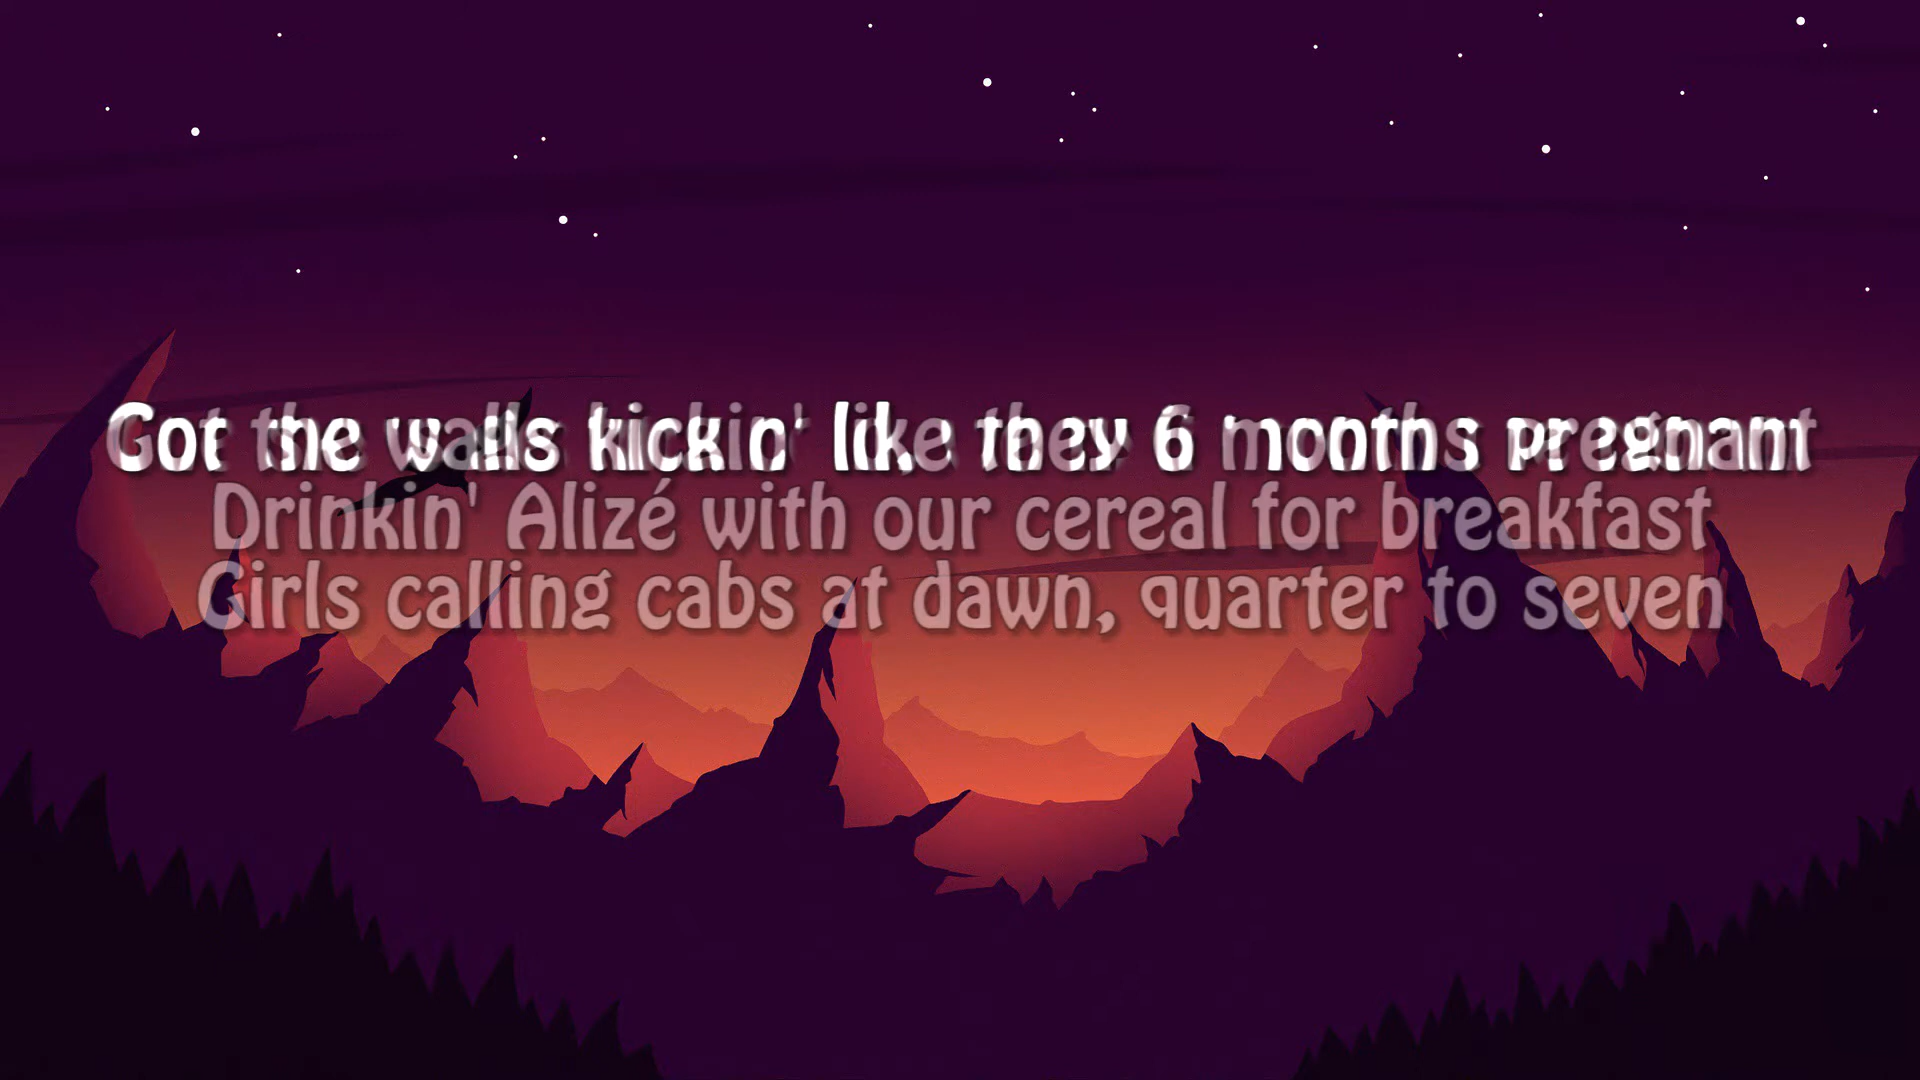 Got the walls kickin' like they 6 months pregnant
Drinkin' Alizé with our cereal for breakfast
Girls calling cabs at dawn, quarter to seven